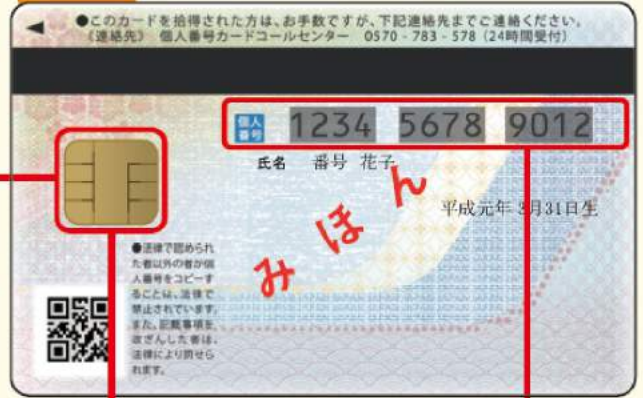 ●このカードを拾得された方は、お手数ですが、下記連絡先までご連絡ください。
《連絡先》 個人番号カードコールセンター 0570-783-578（24時間受付）
個人番号 1234 5678 9012
氏名 番号 花子
平成元年 3月31日生
みほん
●法律で認められ
た者以外の者が個
人番号をコピーす
ることは、法律で
禁止されています。
また、記載事項を
改ざんした者は、
法律により罰せら
れます。